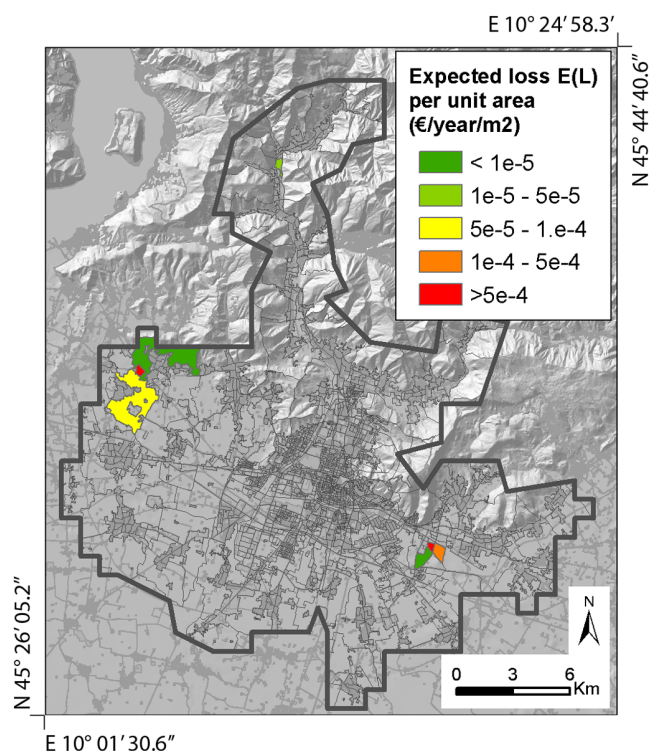 E 10° 24′ 58.3′
N 45° 44′ 40.6″
Expected loss E(L)
per unit area
(€/year/m2)
< 1e-5
1e-5 - 5e-5
5e-5 - 1.e-4
1e-4 - 5e-4
>5e-4
N 45° 26′ 05.2″
N
0 3 6
Km
E 10° 01′ 30.6″